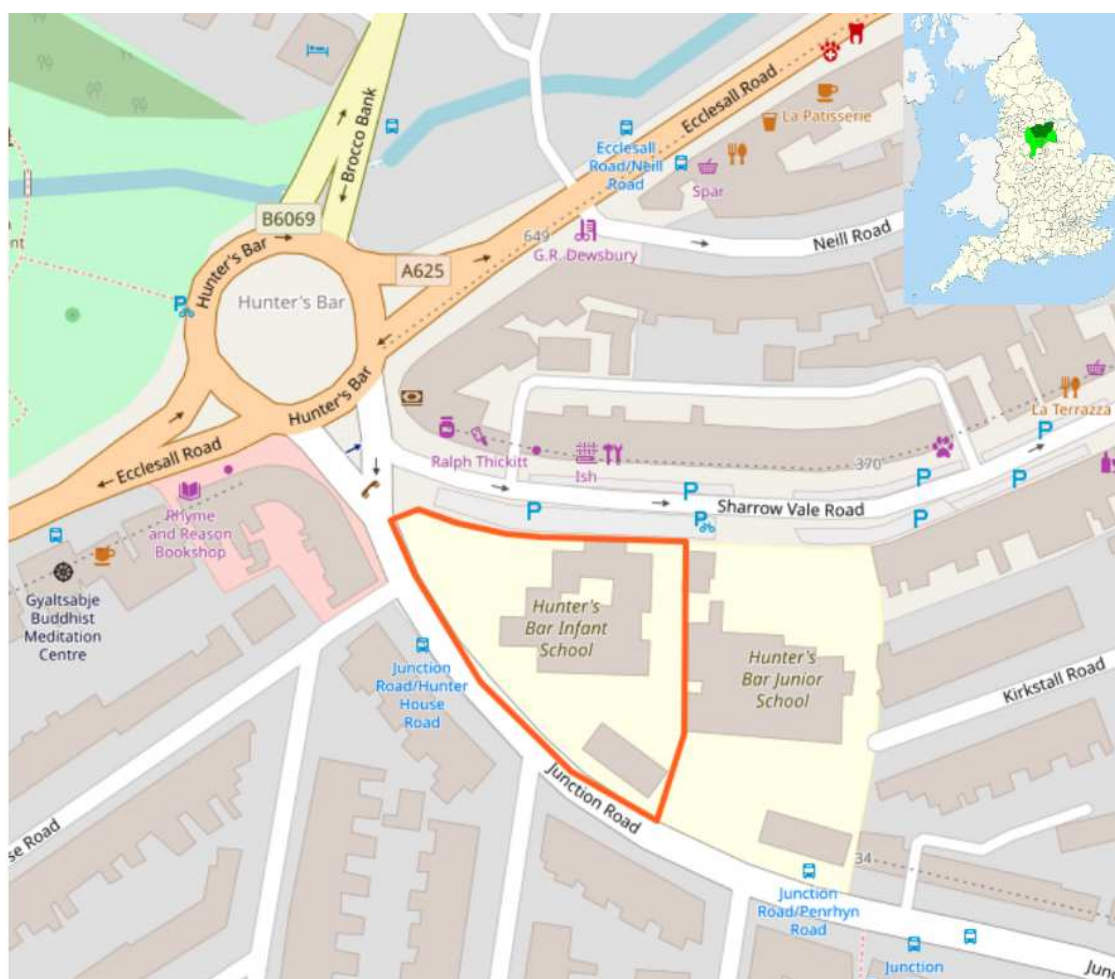 Brocco Bank
Ecclesall Road
La Patisserie
Ecclesall
Road/Neill
Road
Spar
B6069
Hunter's Bar
649
Neill Road
G.R. Dewsbury
A625
Hunter's Bar
Hunter's Bar
La Terrazza
Ecclesall Road
Ralph Thickitt
Ish
370
P
P
P
P
P
P
P
Sharrow Vale Road
Rhyme
and Reason
Bookshop
Gyaltsabje
Buddhist
Meditation
Centre
Hunter's
Bar Infant
School
Junction
Road/Hunter
House
Road
Hunter's
Bar Junior
School
Kirkstall Road
Junction Road
se Road
34
Junction
Road/Penrhyn
Road
Junction